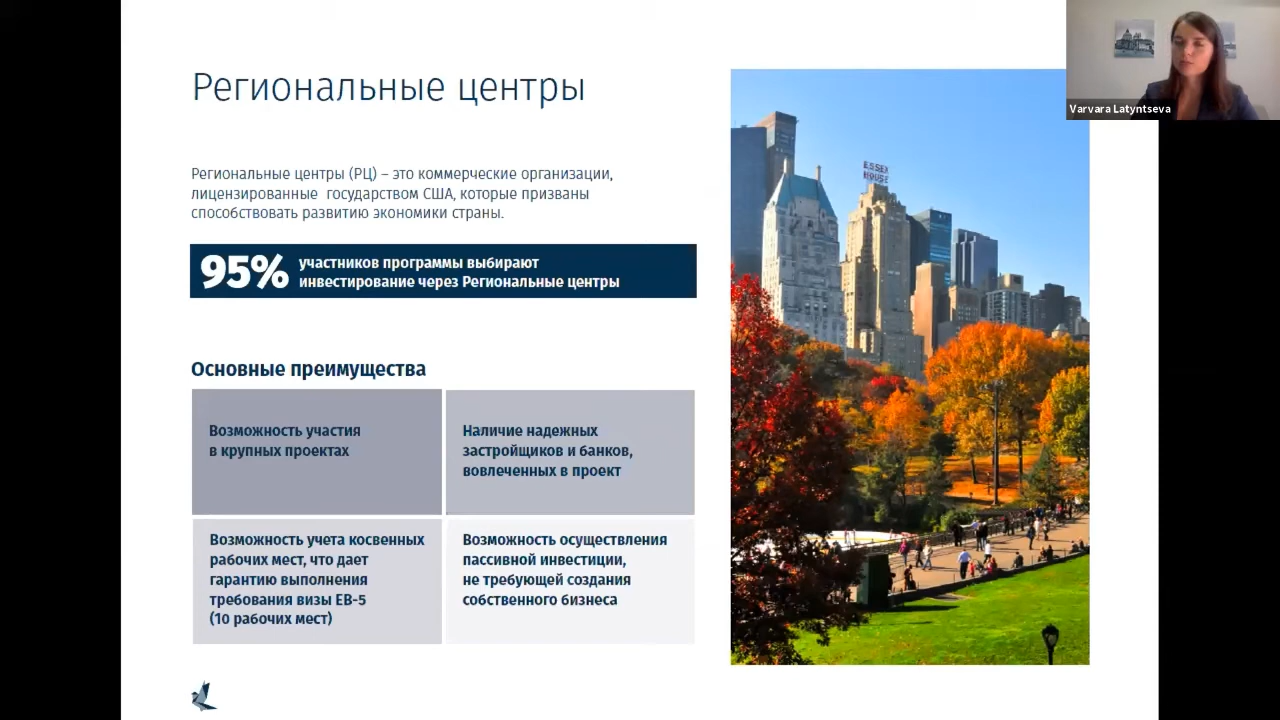 Региональные центры
Региональные центры (РЦ) – это коммерческие организации,
лицензированные государством США, которые призваны
способствовать развитию экономики страны.
95%
участников программы выбирают
инвестирование через Региональные центры
Основные преимущества
Возможность участия
в крупных проектах
Наличие надежных
застройщиков и банков,
вовлеченных в проект
Возможность учета косвенных
рабочих мест, что дает
гарантию выполнения
требования визы EB-5
(10 рабочих мест)
Возможность осуществления
пассивной инвестиции,
не требующей создания
собственного бизнеса
ESSEX
HOUSE
Varvara Latyntseva